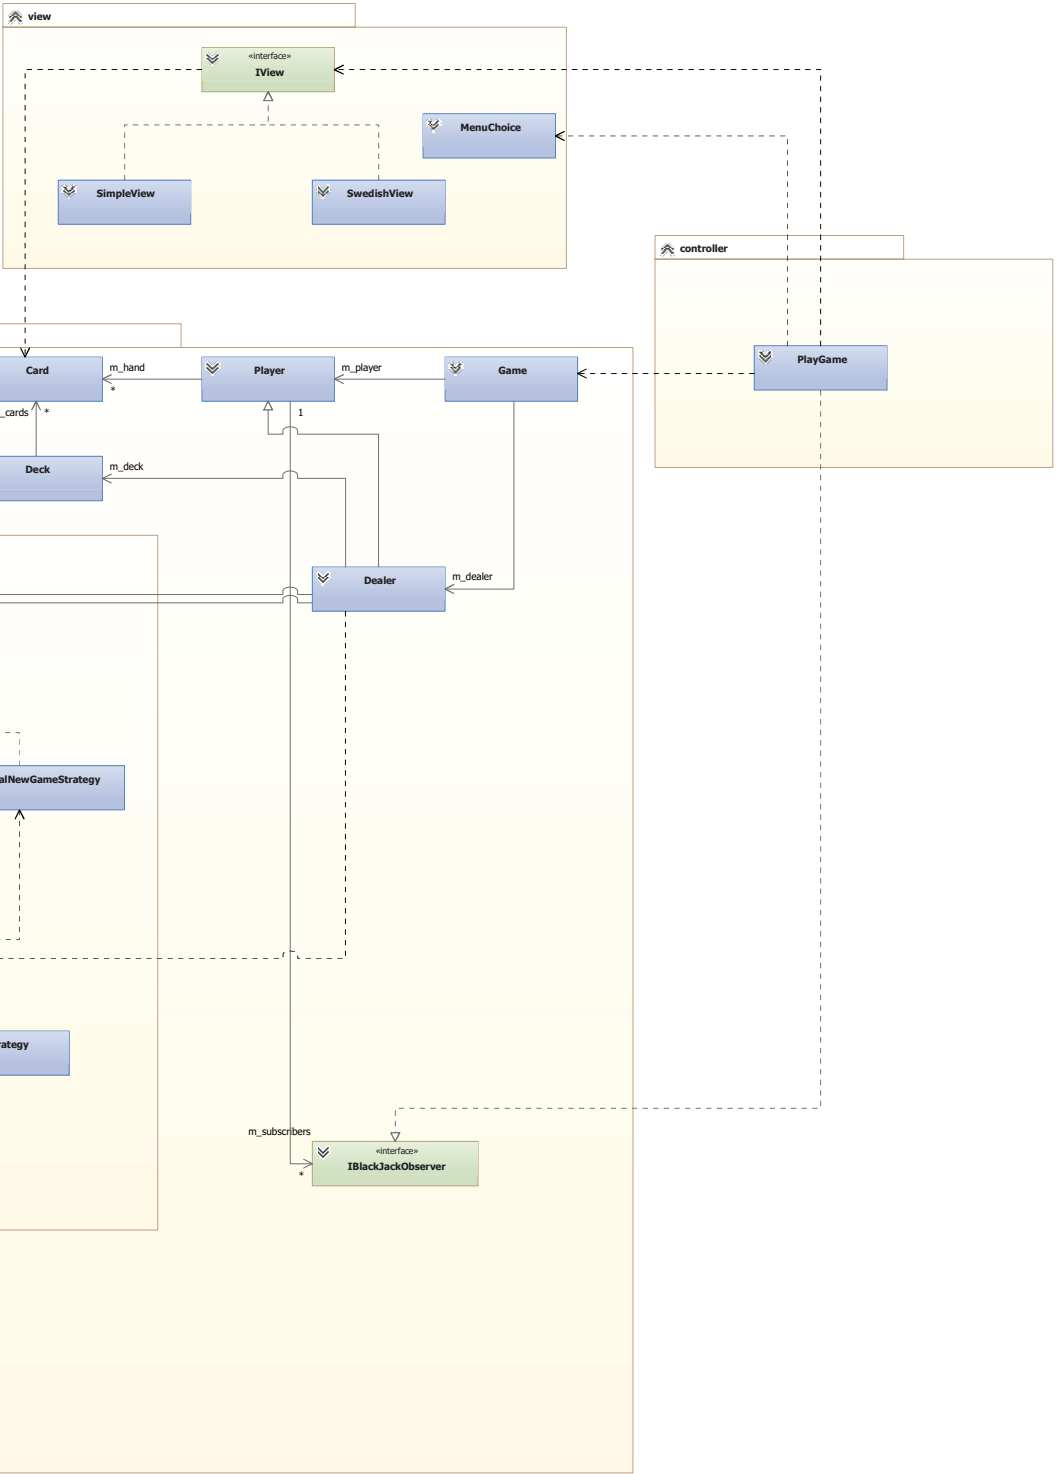 view
«interface»
IView
MenuChoice
SimpleView
SwedishView
controller
PlayGame
Card
m_hand
*
Player
m_player
Game
_cards
*
1
Deck
m_deck
Dealer
m_dealer
alNewGameStrategy
rategy
m_subscribers
*
«interface»
IBlackJackObserver